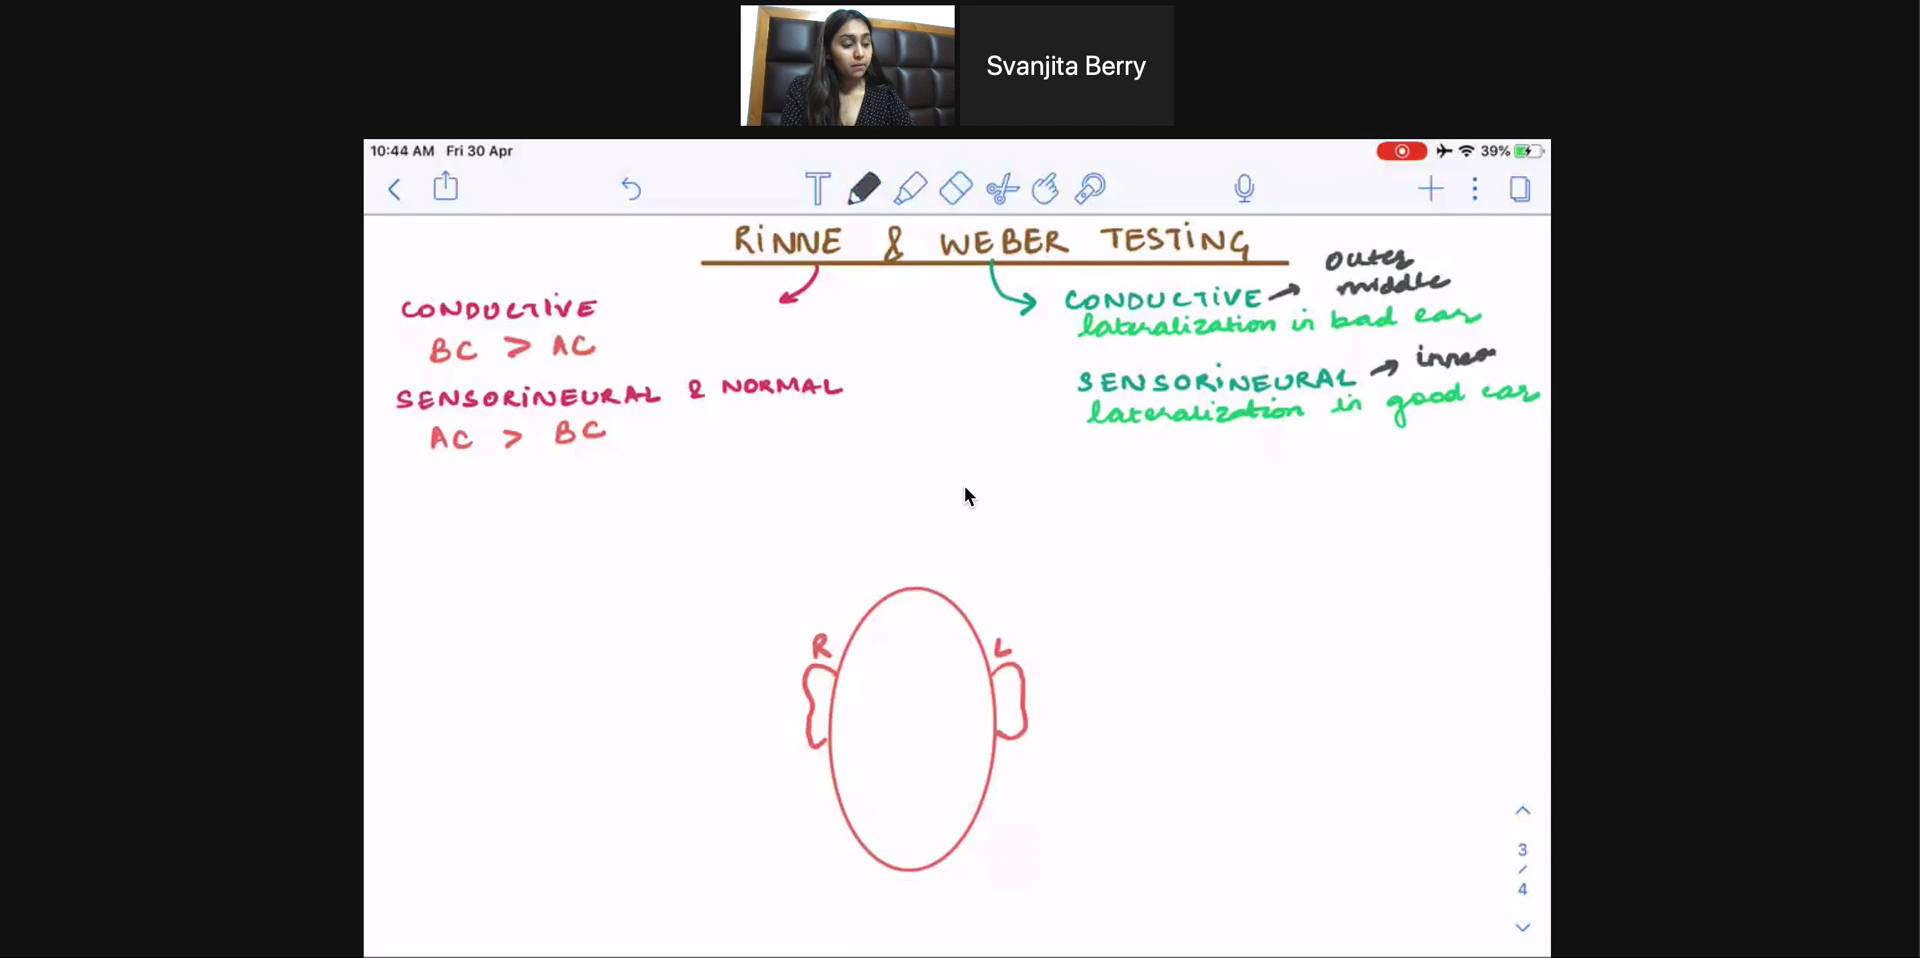 Svanjita Berry
10:44 AM Fri 30 Apr
39%
T
RiNNE & WEBER TESTiNG
CONDUCTiVE
BC > AC
SENSORiNEURAL & NORMAL
AC > BC
outer
middle
CONDUCTiVE
lateralization in bad ear
inner
SENSORiNEURAL
lateralization in good ear
R
L
3
/
4